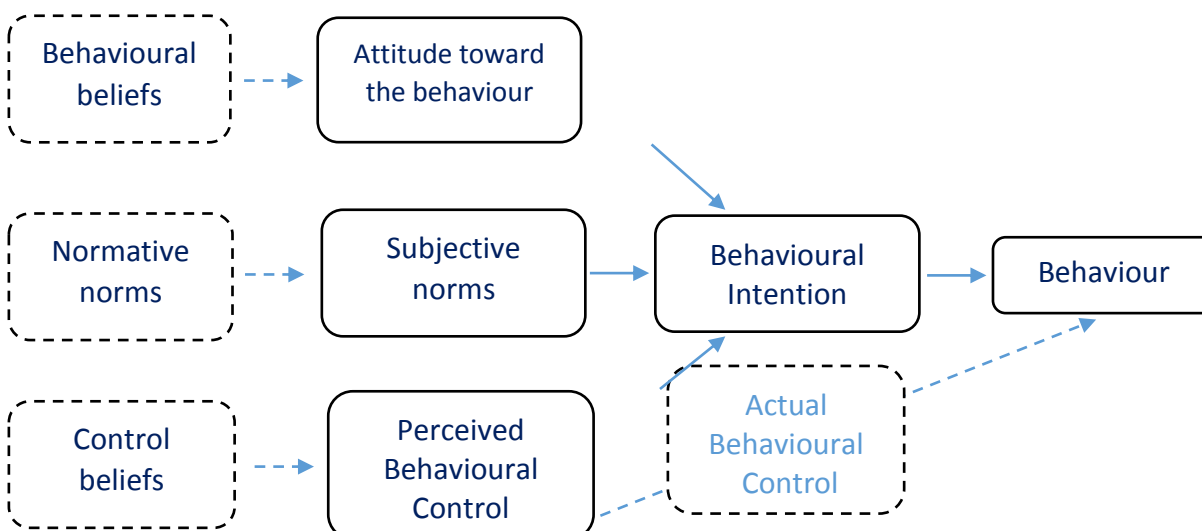 Behavioural
beliefs
Attitude toward
the behaviour
Normative
norms
Subjective
norms
Behavioural
Intention
Behaviour
Control
beliefs
Perceived
Behavioural
Control
Actual
Behavioural
Control